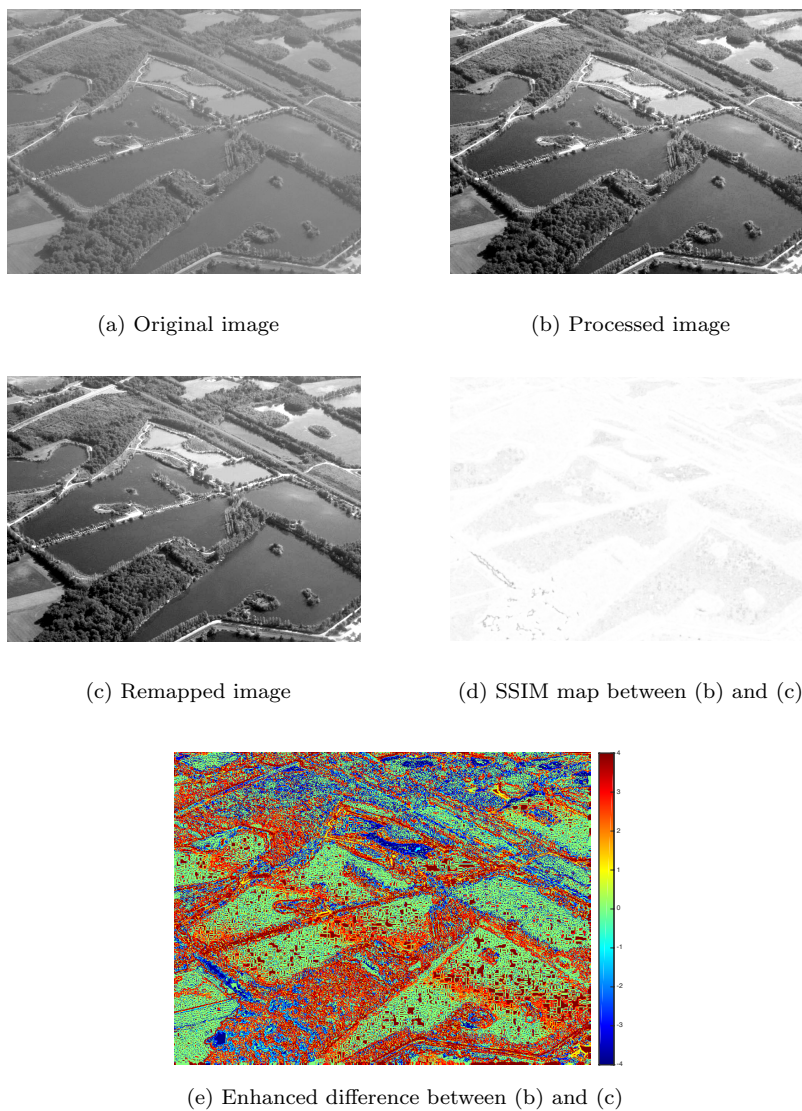 (a) Original image
(b) Processed image
(c) Remapped image
(d) SSIM map between (b) and (c)
4
3
2
1
0
-1
-2
-3
-4
(e) Enhanced difference between (b) and (c)